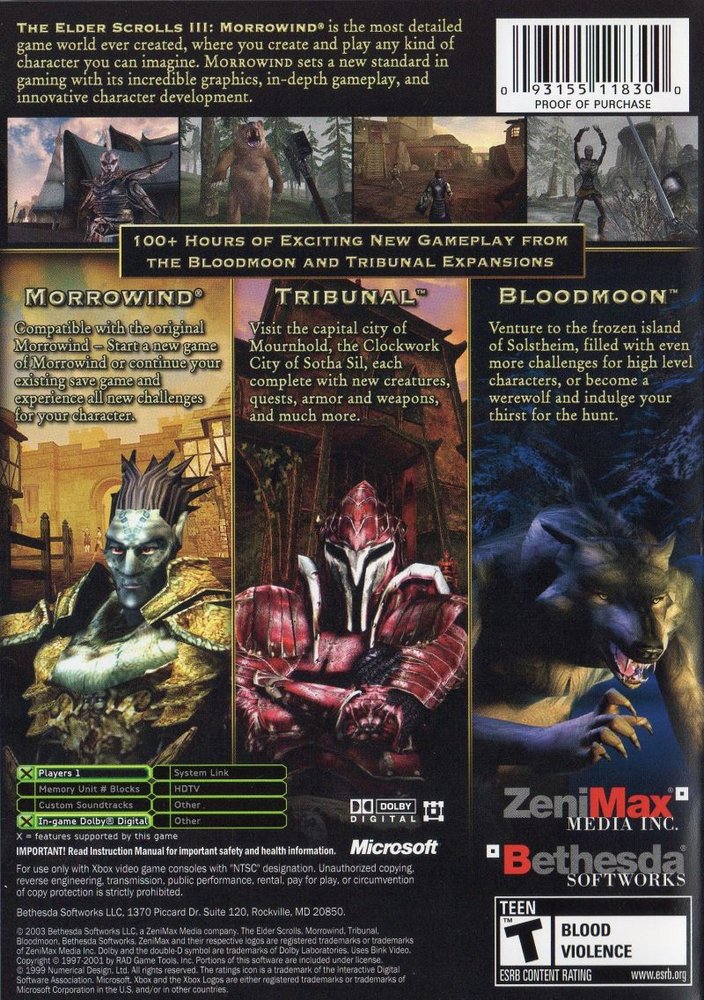 THE ELDER SCROLLS III: MORROWIND® is the most detailed
game world ever created, where you create and play any kind of
character you can imagine. MORROWIND sets a new standard in
gaming with its incredible graphics, in-depth gameplay, and
innovative character development.
0 93155 11830 0
PROOF OF PURCHASE
100+ HOURS OF EXCITING NEW GAMEPLAY FROM
THE BLOODMOON AND TRIBUNAL EXPANSIONS
MORROWIND®
Compatible with the original
Morrowind – Start a new game
of Morrowind or continue your
existing save game and
experience all new challenges
for your character.
TRIBUNAL™
Visit the capital city of
Mournhold, the Clockwork
City of Sotha Sil, each
complete with new creatures,
quests, armor and weapons,
and much more.
BLOODMOON™
Venture to the frozen island
of Solstheim, filled with even
more challenges for high level
characters, or become a
werewolf and indulge your
thirst for the hunt.
X Players 1
System Link
Memory Unit # Blocks
HDTV
Custom Soundtracks
Other
X In-game Dolby® Digital
Other
X = features supported by this game
DOLBY
DIGITAL
IMPORTANT! Read Instruction Manual for important safety and health information.
Microsoft
For use only with Xbox video game consoles with "NTSC" designation. Unauthorized copying,
reverse engineering, transmission, public performance, rental, pay for play, or circumvention
of copy protection is strictly prohibited.
Bethesda Softworks LLC, 1370 Piccard Dr. Suite 120, Rockville, MD 20850.
© 2003 Bethesda Softworks LLC, a ZeniMax Media company. The Elder Scrolls, Morrowind, Tribunal,
Bloodmoon, Bethesda Softworks, ZeniMax and their respective logos are registered trademarks or trademarks
of ZeniMax Media Inc. Dolby and the double-D symbol are trademarks of Dolby Laboratories. Uses Bink Video.
Copyright © 1997-2001 by RAD Game Tools, Inc. Portions of this software are included under license.
© 1999 Numerical Design, Ltd. All rights reserved. The ratings icon is a trademark of the Interactive Digital
Software Association. Microsoft, Xbox and the Xbox Logos are either registered trademarks or trademarks of
Microsoft Corporation in the U.S. and/or in other countries.
ZeniMax®
MEDIA INC.
Bethesda®
SOFTWORKS
TEEN
T™
BLOOD
VIOLENCE
ESRB CONTENT RATING
www.esrb.org